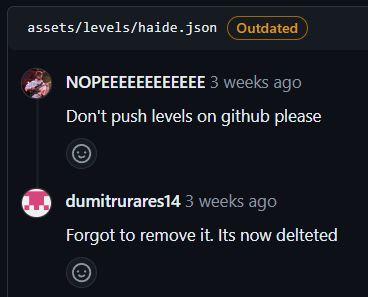 assets/levels/haide.json Outdated
NOPEEEEEEEEEEEE 3 weeks ago
Don't push levels on github please
dumitrurares14 3 weeks ago
Forgot to remove it. Its now delteted